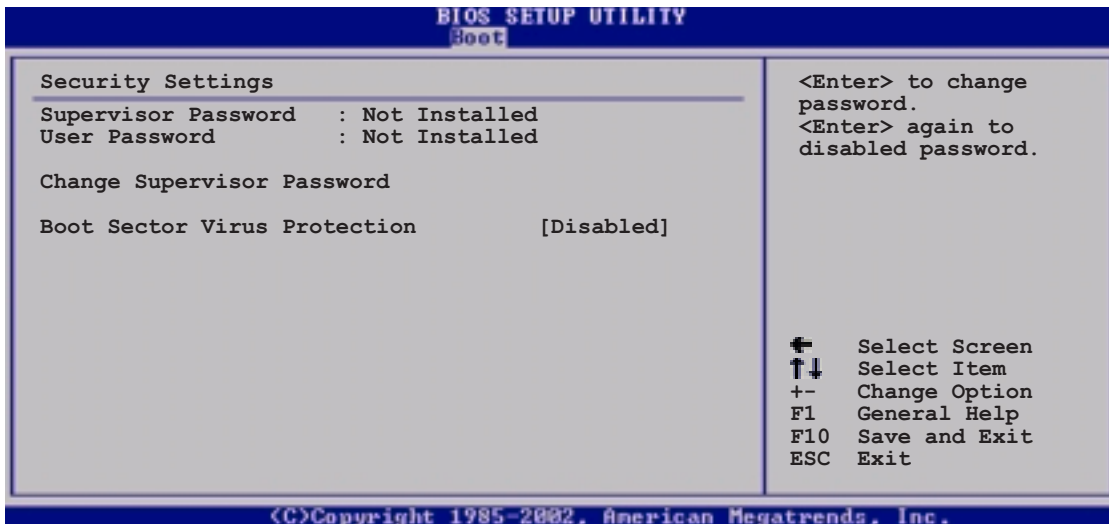 BIOS SETUP UTILITY
Boot
Security Settings
Supervisor Password : Not Installed
User Password : Not Installed
Change Supervisor Password
Boot Sector Virus Protection [Disabled]
<Enter> to change
password.
<Enter> again to
disabled password.
← Select Screen
↑↓ Select Item
+- Change Option
F1 General Help
F10 Save and Exit
ESC Exit
(C)Copyright 1985-2002, American Megatrends, Inc.